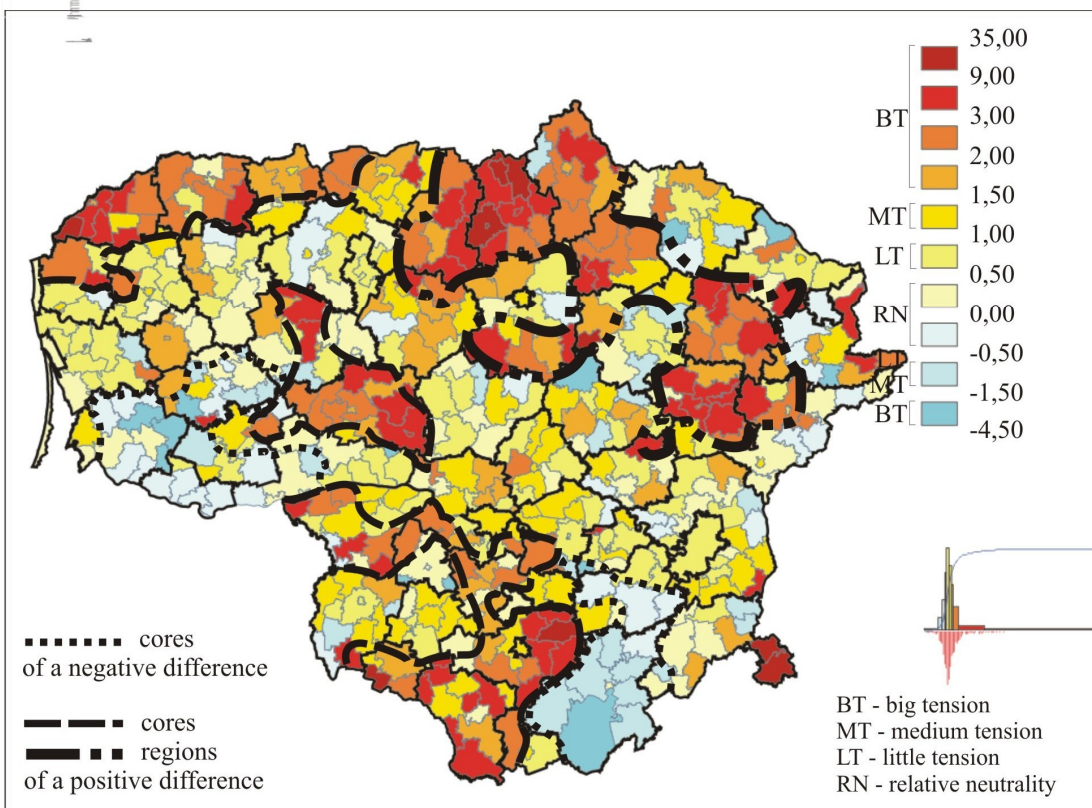 35,00
9,00
BT
3,00
2,00
1,50
MT
1,00
LT
0,50
RN
0,00
-0,50
MT
-1,50
BT
-4,50
cores
of a negative difference
cores
regions
of a positive difference
BT - big tension
MT - medium tension
LT - little tension
RN - relative neutrality